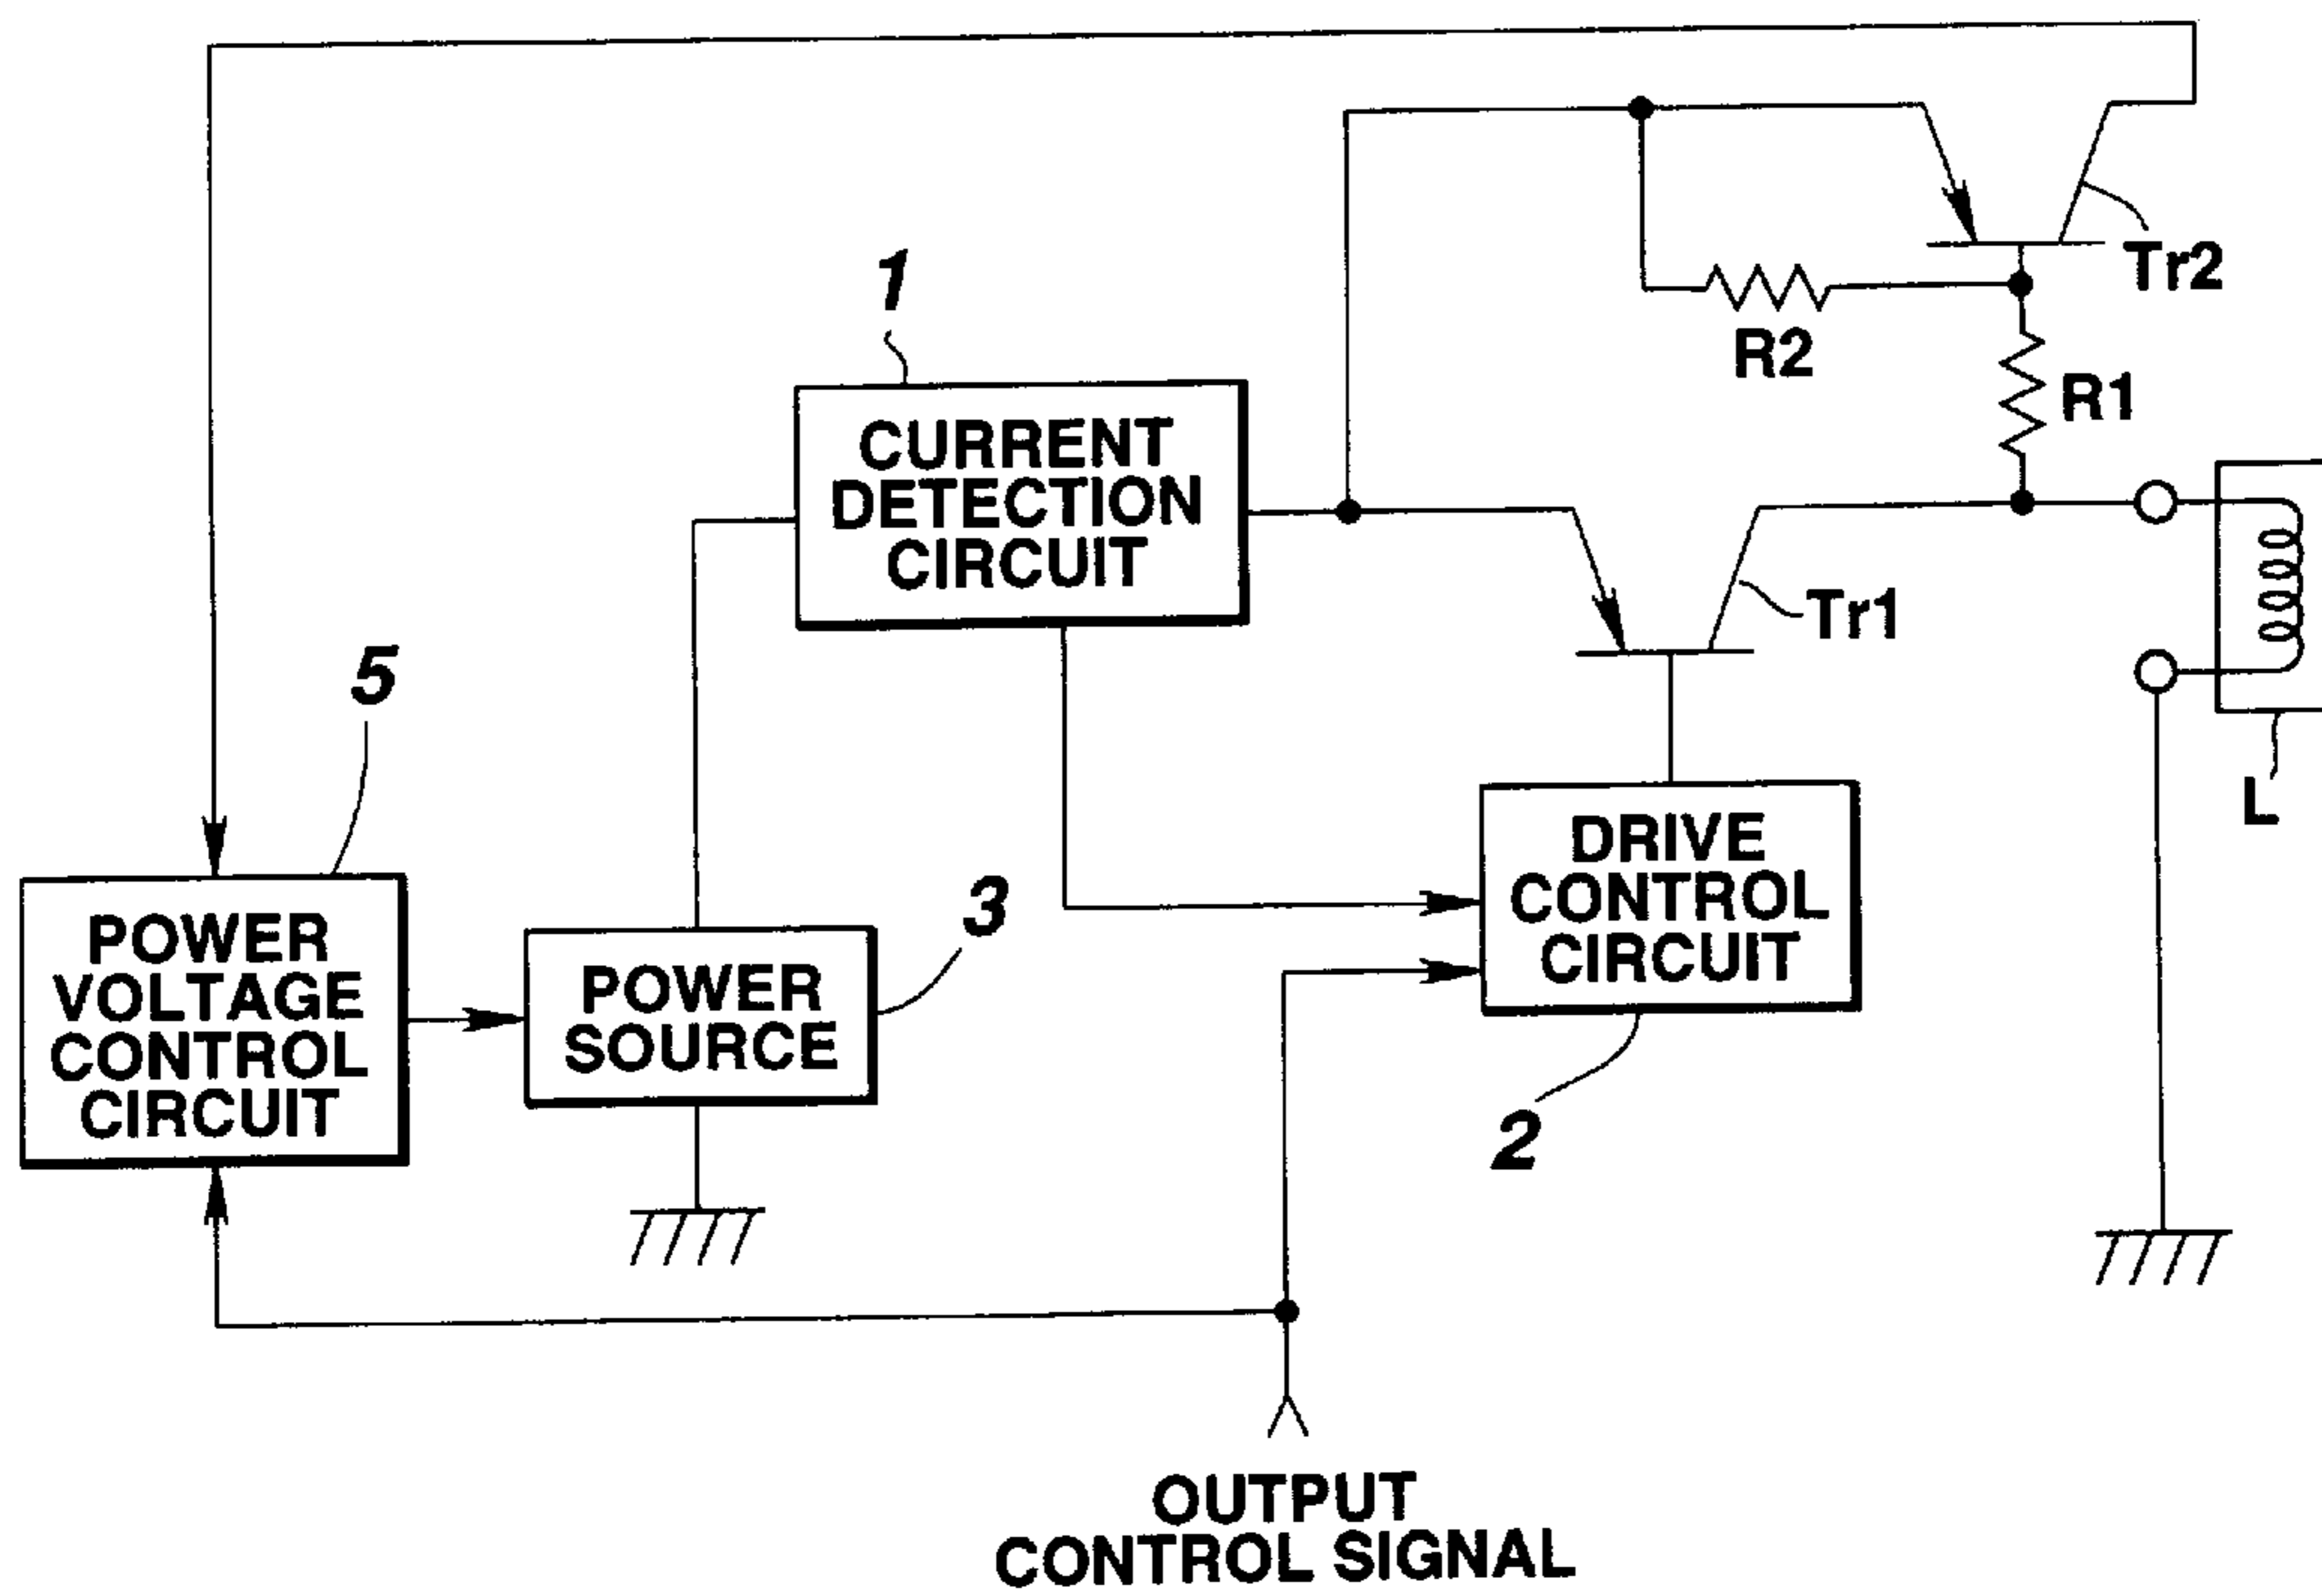 Tr2
1
R2
R1
CURRENT
DETECTION
CIRCUIT
Tr1
5
L
DRIVE
CONTROL
CIRCUIT
3
POWER
VOLTAGE
CONTROL
CIRCUIT
POWER
SOURCE
2
OUTPUT
CONTROL SIGNAL